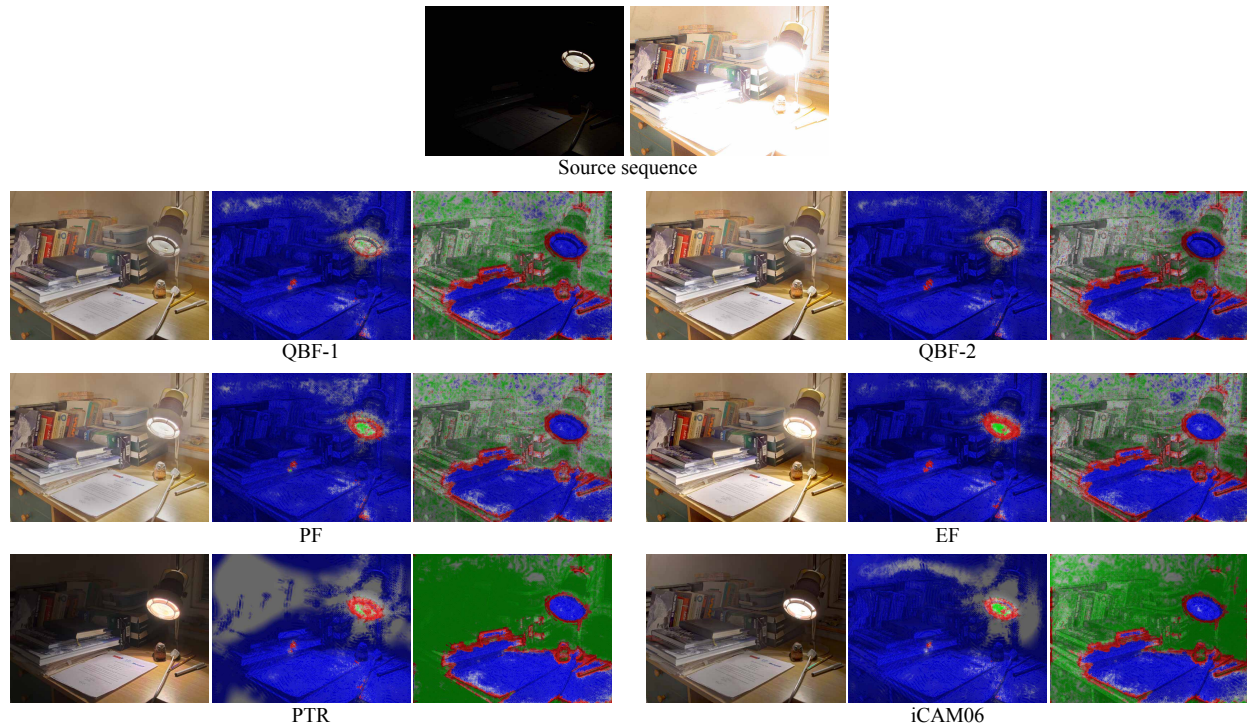 Source sequence
QBF-1
QBF-2
PF
EF
PTR
iCAM06